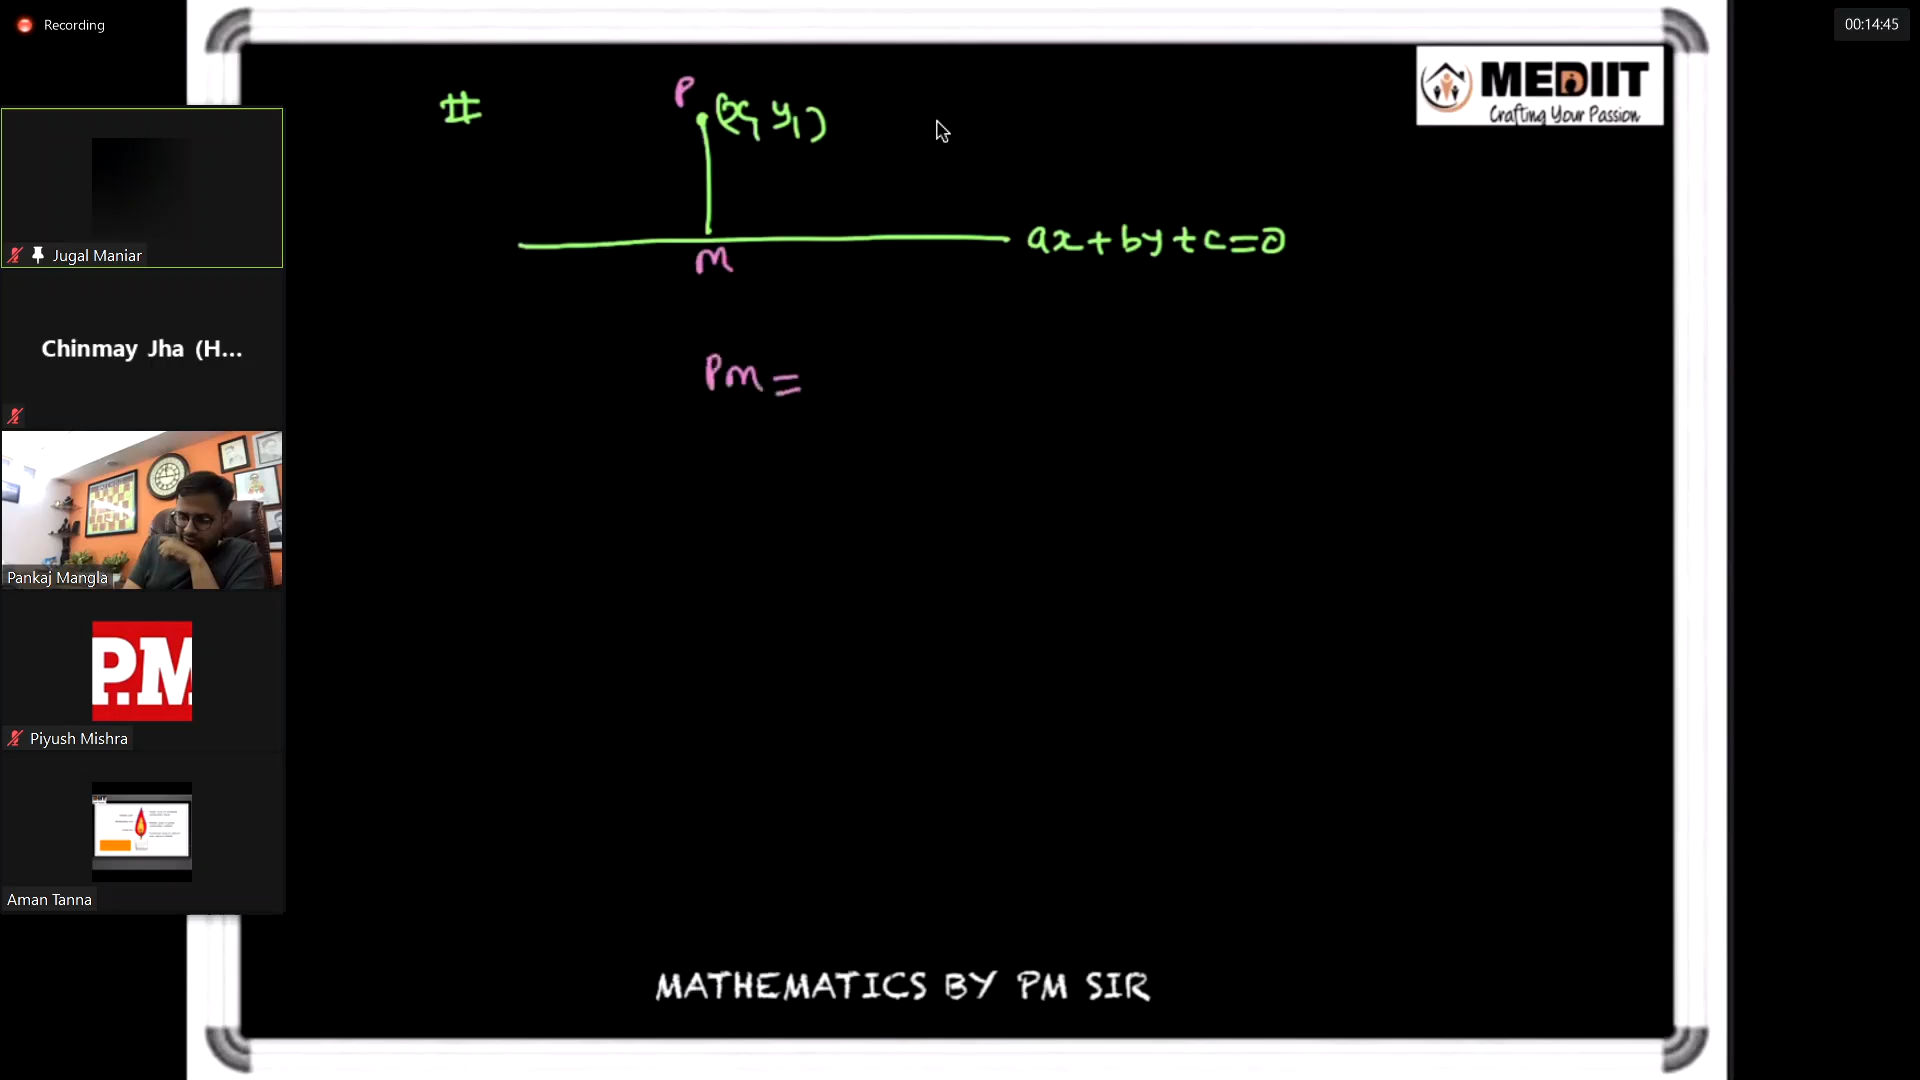 Recording
00:14:45
MEDIIT
Crafting Your Passion
#
P (x₁, y₁)
ax+by+c=0
M
PM =
Jugal Maniar
Chinmay Jha (H...
Pankaj Mangla
P.M
Piyush Mishra
Aman Tanna
MATHEMATICS BY PM SIR